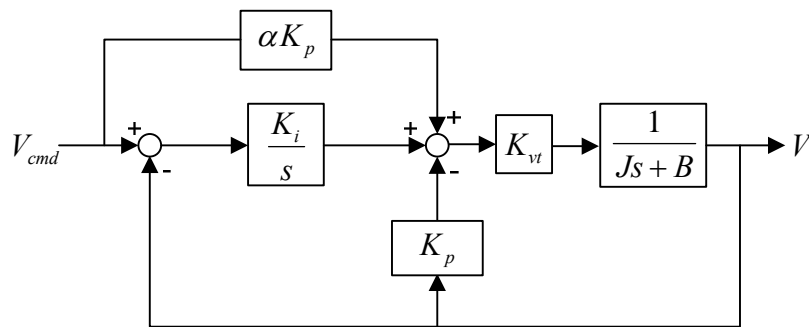 αK_p
+
+
V_cmd
+
K_i
s
+
K_vt
1
Js + B
V
-
-
K_p